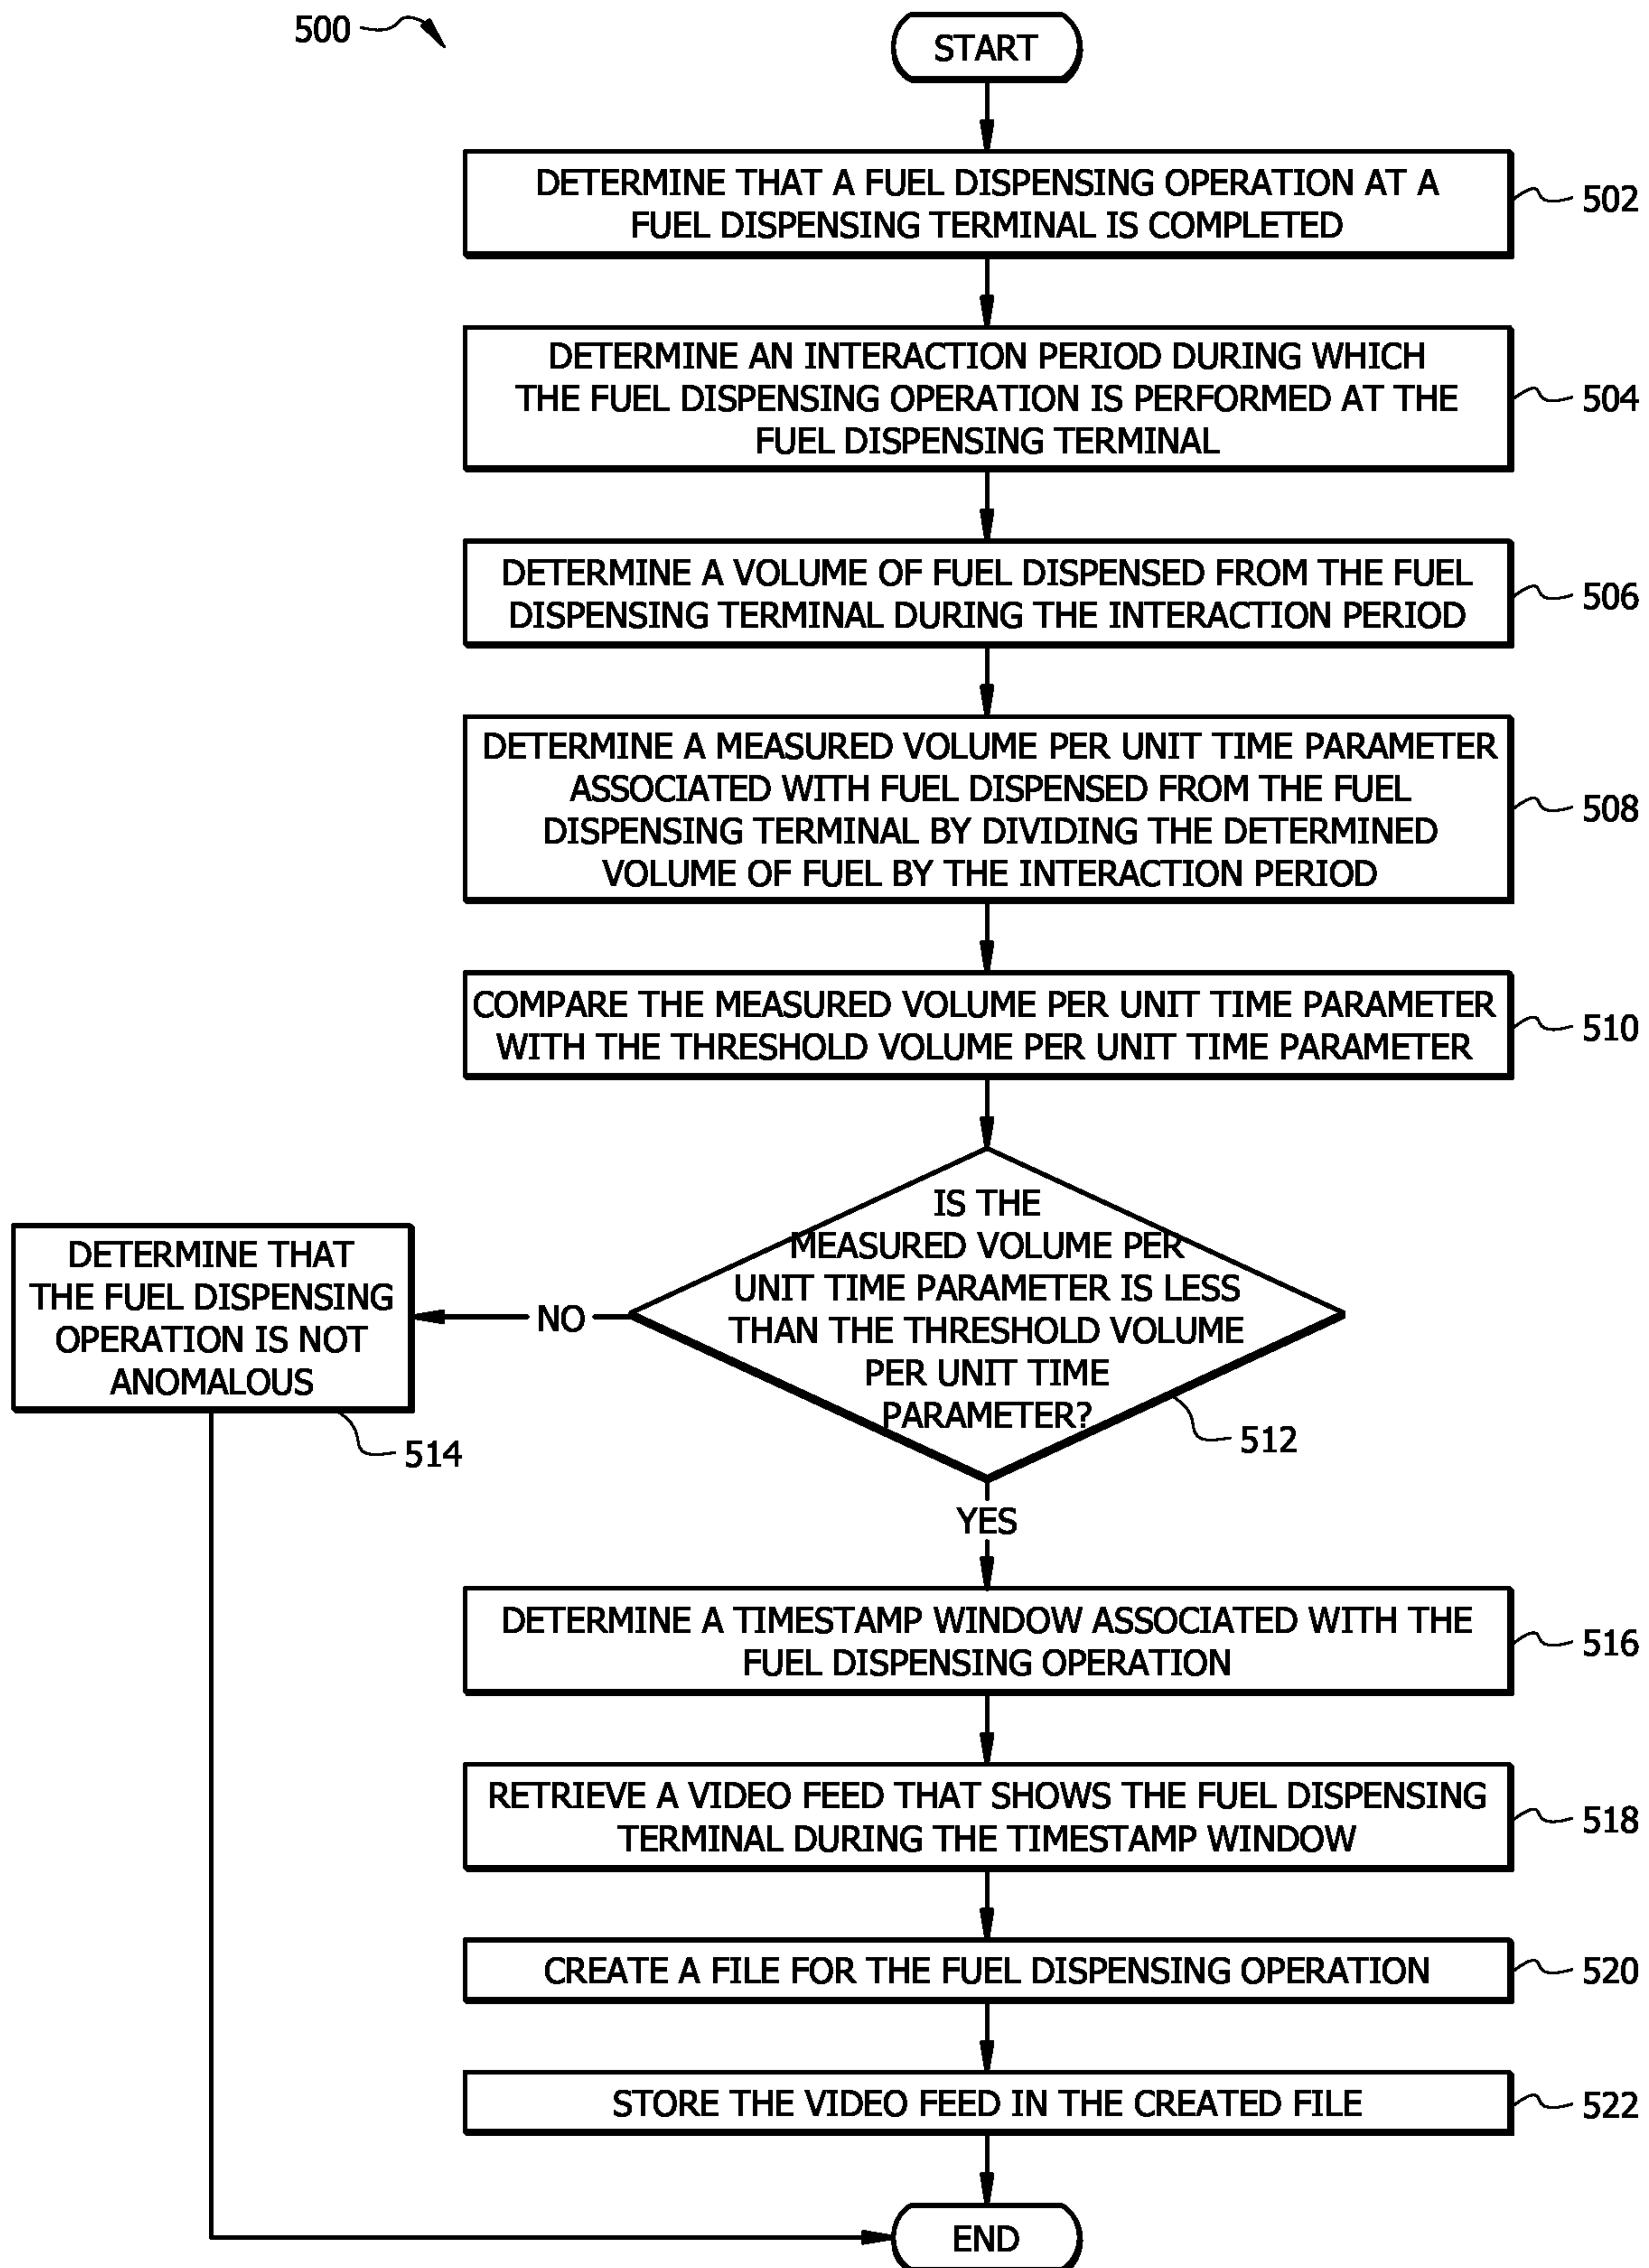 500
START
DETERMINE THAT A FUEL DISPENSING OPERATION AT A
FUEL DISPENSING TERMINAL IS COMPLETED
502
DETERMINE AN INTERACTION PERIOD DURING WHICH
THE FUEL DISPENSING OPERATION IS PERFORMED AT THE
FUEL DISPENSING TERMINAL
504
DETERMINE A VOLUME OF FUEL DISPENSED FROM THE FUEL
DISPENSING TERMINAL DURING THE INTERACTION PERIOD
506
DETERMINE A MEASURED VOLUME PER UNIT TIME PARAMETER
ASSOCIATED WITH FUEL DISPENSED FROM THE FUEL
DISPENSING TERMINAL BY DIVIDING THE DETERMINED
VOLUME OF FUEL BY THE INTERACTION PERIOD
508
COMPARE THE MEASURED VOLUME PER UNIT TIME PARAMETER
WITH THE THRESHOLD VOLUME PER UNIT TIME PARAMETER
510
IS THE
MEASURED VOLUME PER
UNIT TIME PARAMETER IS LESS
THAN THE THRESHOLD VOLUME
PER UNIT TIME
PARAMETER?
512
NO
DETERMINE THAT
THE FUEL DISPENSING
OPERATION IS NOT
ANOMALOUS
514
YES
DETERMINE A TIMESTAMP WINDOW ASSOCIATED WITH THE
FUEL DISPENSING OPERATION
516
RETRIEVE A VIDEO FEED THAT SHOWS THE FUEL DISPENSING
TERMINAL DURING THE TIMESTAMP WINDOW
518
CREATE A FILE FOR THE FUEL DISPENSING OPERATION
520
STORE THE VIDEO FEED IN THE CREATED FILE
522
END